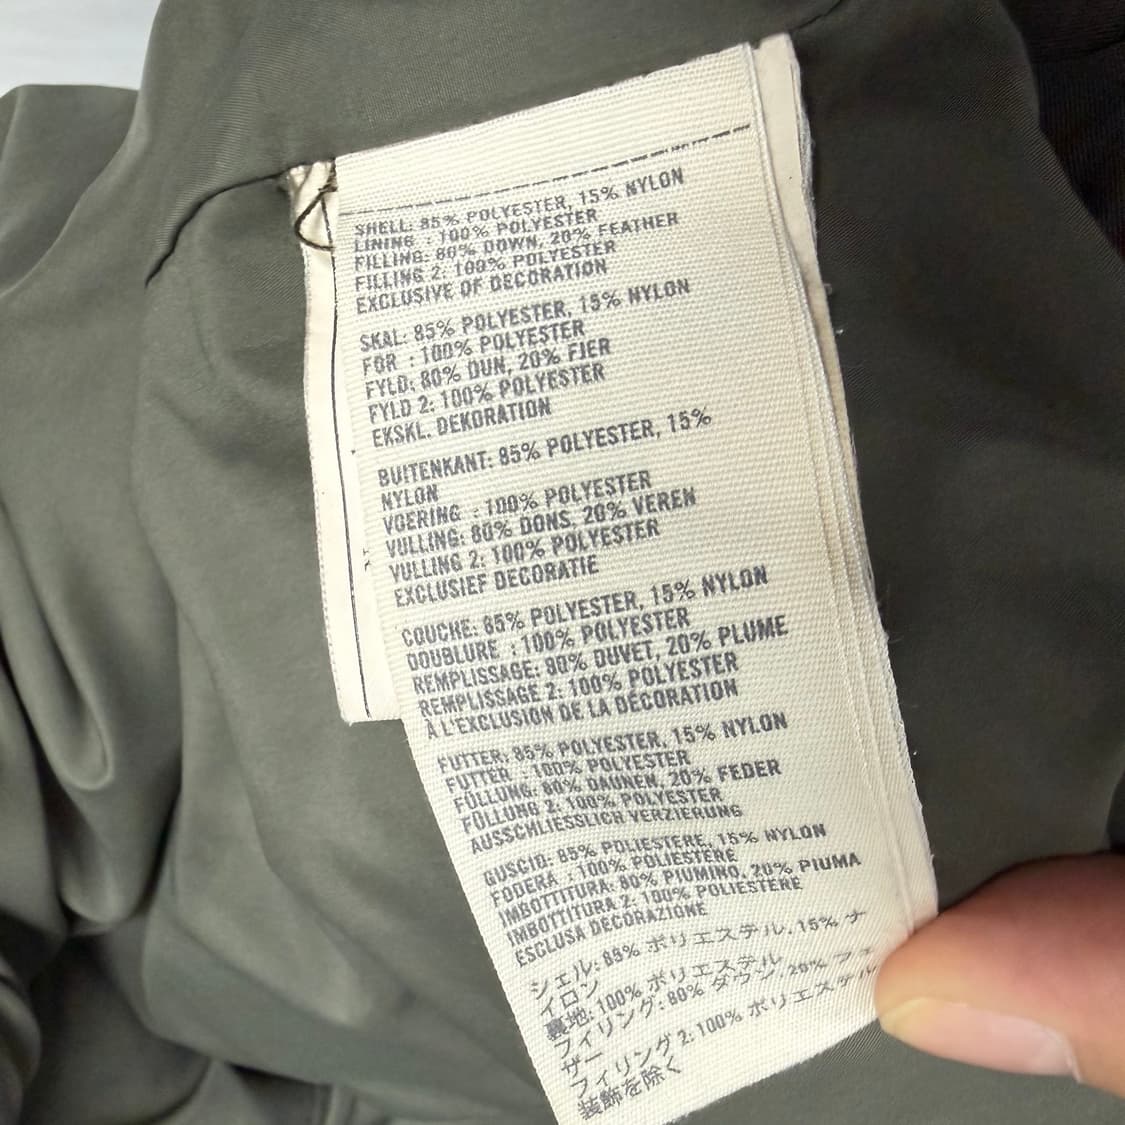 SHELL: 85% POLYESTER, 15% NYLON
LINING : 100% POLYESTER
FILLING: 80% DOWN, 20% FEATHER
FILLING 2: 100% POLYESTER
EXCLUSIVE OF DECORATION
SKAL: 85% POLYESTER, 15% NYLON
FOR : 100% POLYESTER
FYLD: 80% DUN, 20% FJER
FYLD 2: 100% POLYESTER
EKSKL. DEKORATION
BUITENKANT: 85% POLYESTER, 15%
NYLON
VOERING : 100% POLYESTER
VULLING: 80% DONS, 20% VEREN
VULLING 2: 100% POLYESTER
EXCLUSIEF DECORATIE
COUCHE: 85% POLYESTER, 15% NYLON
DOUBLURE : 100% POLYESTER
REMPLISSAGE: 80% DUVET, 20% PLUME
REMPLISSAGE 2: 100% POLYESTER
À L'EXCLUSION DE LA DÉCORATION
FUTTER: 85% POLYESTER, 15% NYLON
FUTTER : 100% POLYESTER
FÜLLUNG: 80% DAUNEN, 20% FEDER
FÜLLUNG 2: 100% POLYESTER
AUSSCHLIESSLICH VERZIERUNG
GUSCIO: 85% POLIESTERE, 15% NYLON
FODERA : 100% POLIESTERE
IMBOTTITURA: 80% PIUMINO, 20% PIUMA
IMBOTTITURA 2: 100% POLIESTERE
ESCLUSA DECORAZIONE
シェル: 85% ポリエステル, 15% ナ
イロン
裏地: 100% ポリエステル
フィリング: 80% ダウン, 20% フェ
ザー
フィリング 2: 100% ポリエステル
装飾を除く